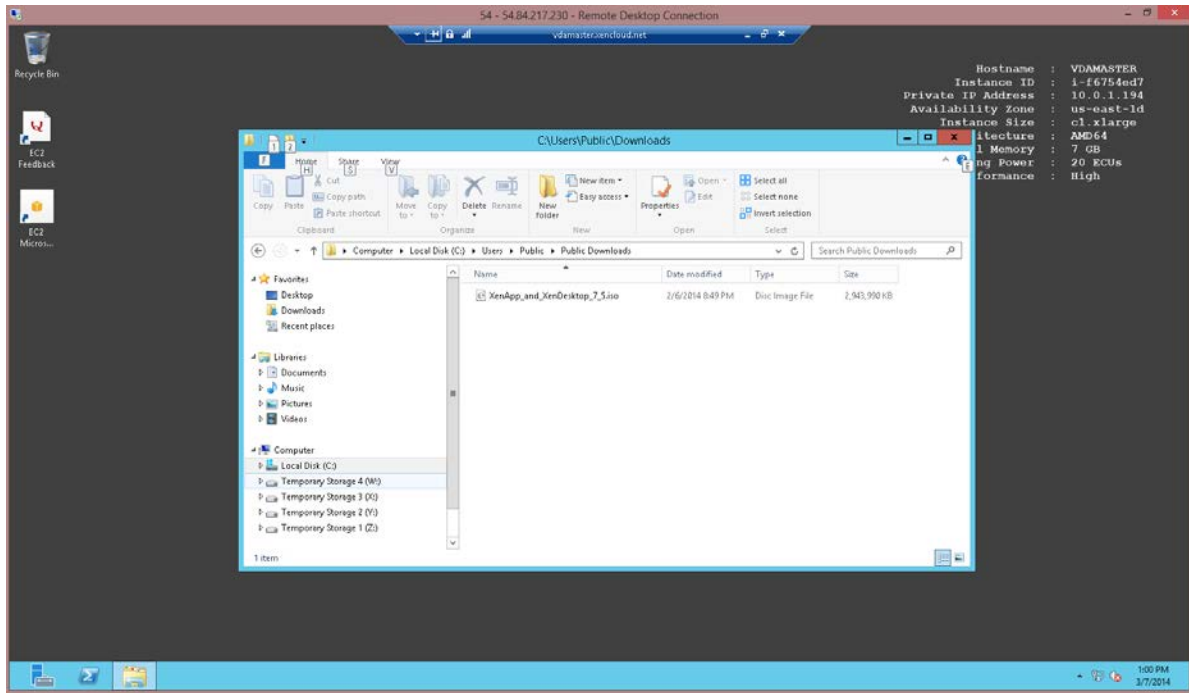 54 - 54.84.217.230 - Remote Desktop Connection
vdamaster.xencloud.net
Recycle Bin
EC2
Feedback
EC2
Micros...
Hostname : VDAMASTER
Instance ID : i-f6754ed7
Private IP Address : 10.0.1.194
Availability Zone : us-east-1d
Instance Size : c1.xlarge
itecture : AMD64
l Memory : 7 GB
ng Power : 20 ECUs
formance : High
C:\Users\Public\Downloads
1 2
F Home Share View
H S V E
Copy Paste Cut Copy path Paste shortcut
Clipboard
Move to Copy to Delete Rename
Organize
New folder New item Easy access
New
Properties Open Edit
Open
Select all Select none Invert selection
Select
Computer Local Disk (C:) Users Public Public Downloads
Search Public Downloads
Favorites
Desktop
Downloads
Recent places
Libraries
Documents
Music
Pictures
Videos
Computer
Local Disk (C:)
Temporary Storage 4 (W:)
Temporary Storage 3 (X:)
Temporary Storage 2 (Y:)
Temporary Storage 1 (Z:)
Name Date modified Type Size
XenApp_and_XenDesktop_7_5.iso 2/6/2014 8:49 PM Disc Image File 2,943,990 KB
1 item
1:00 PM
3/7/2014